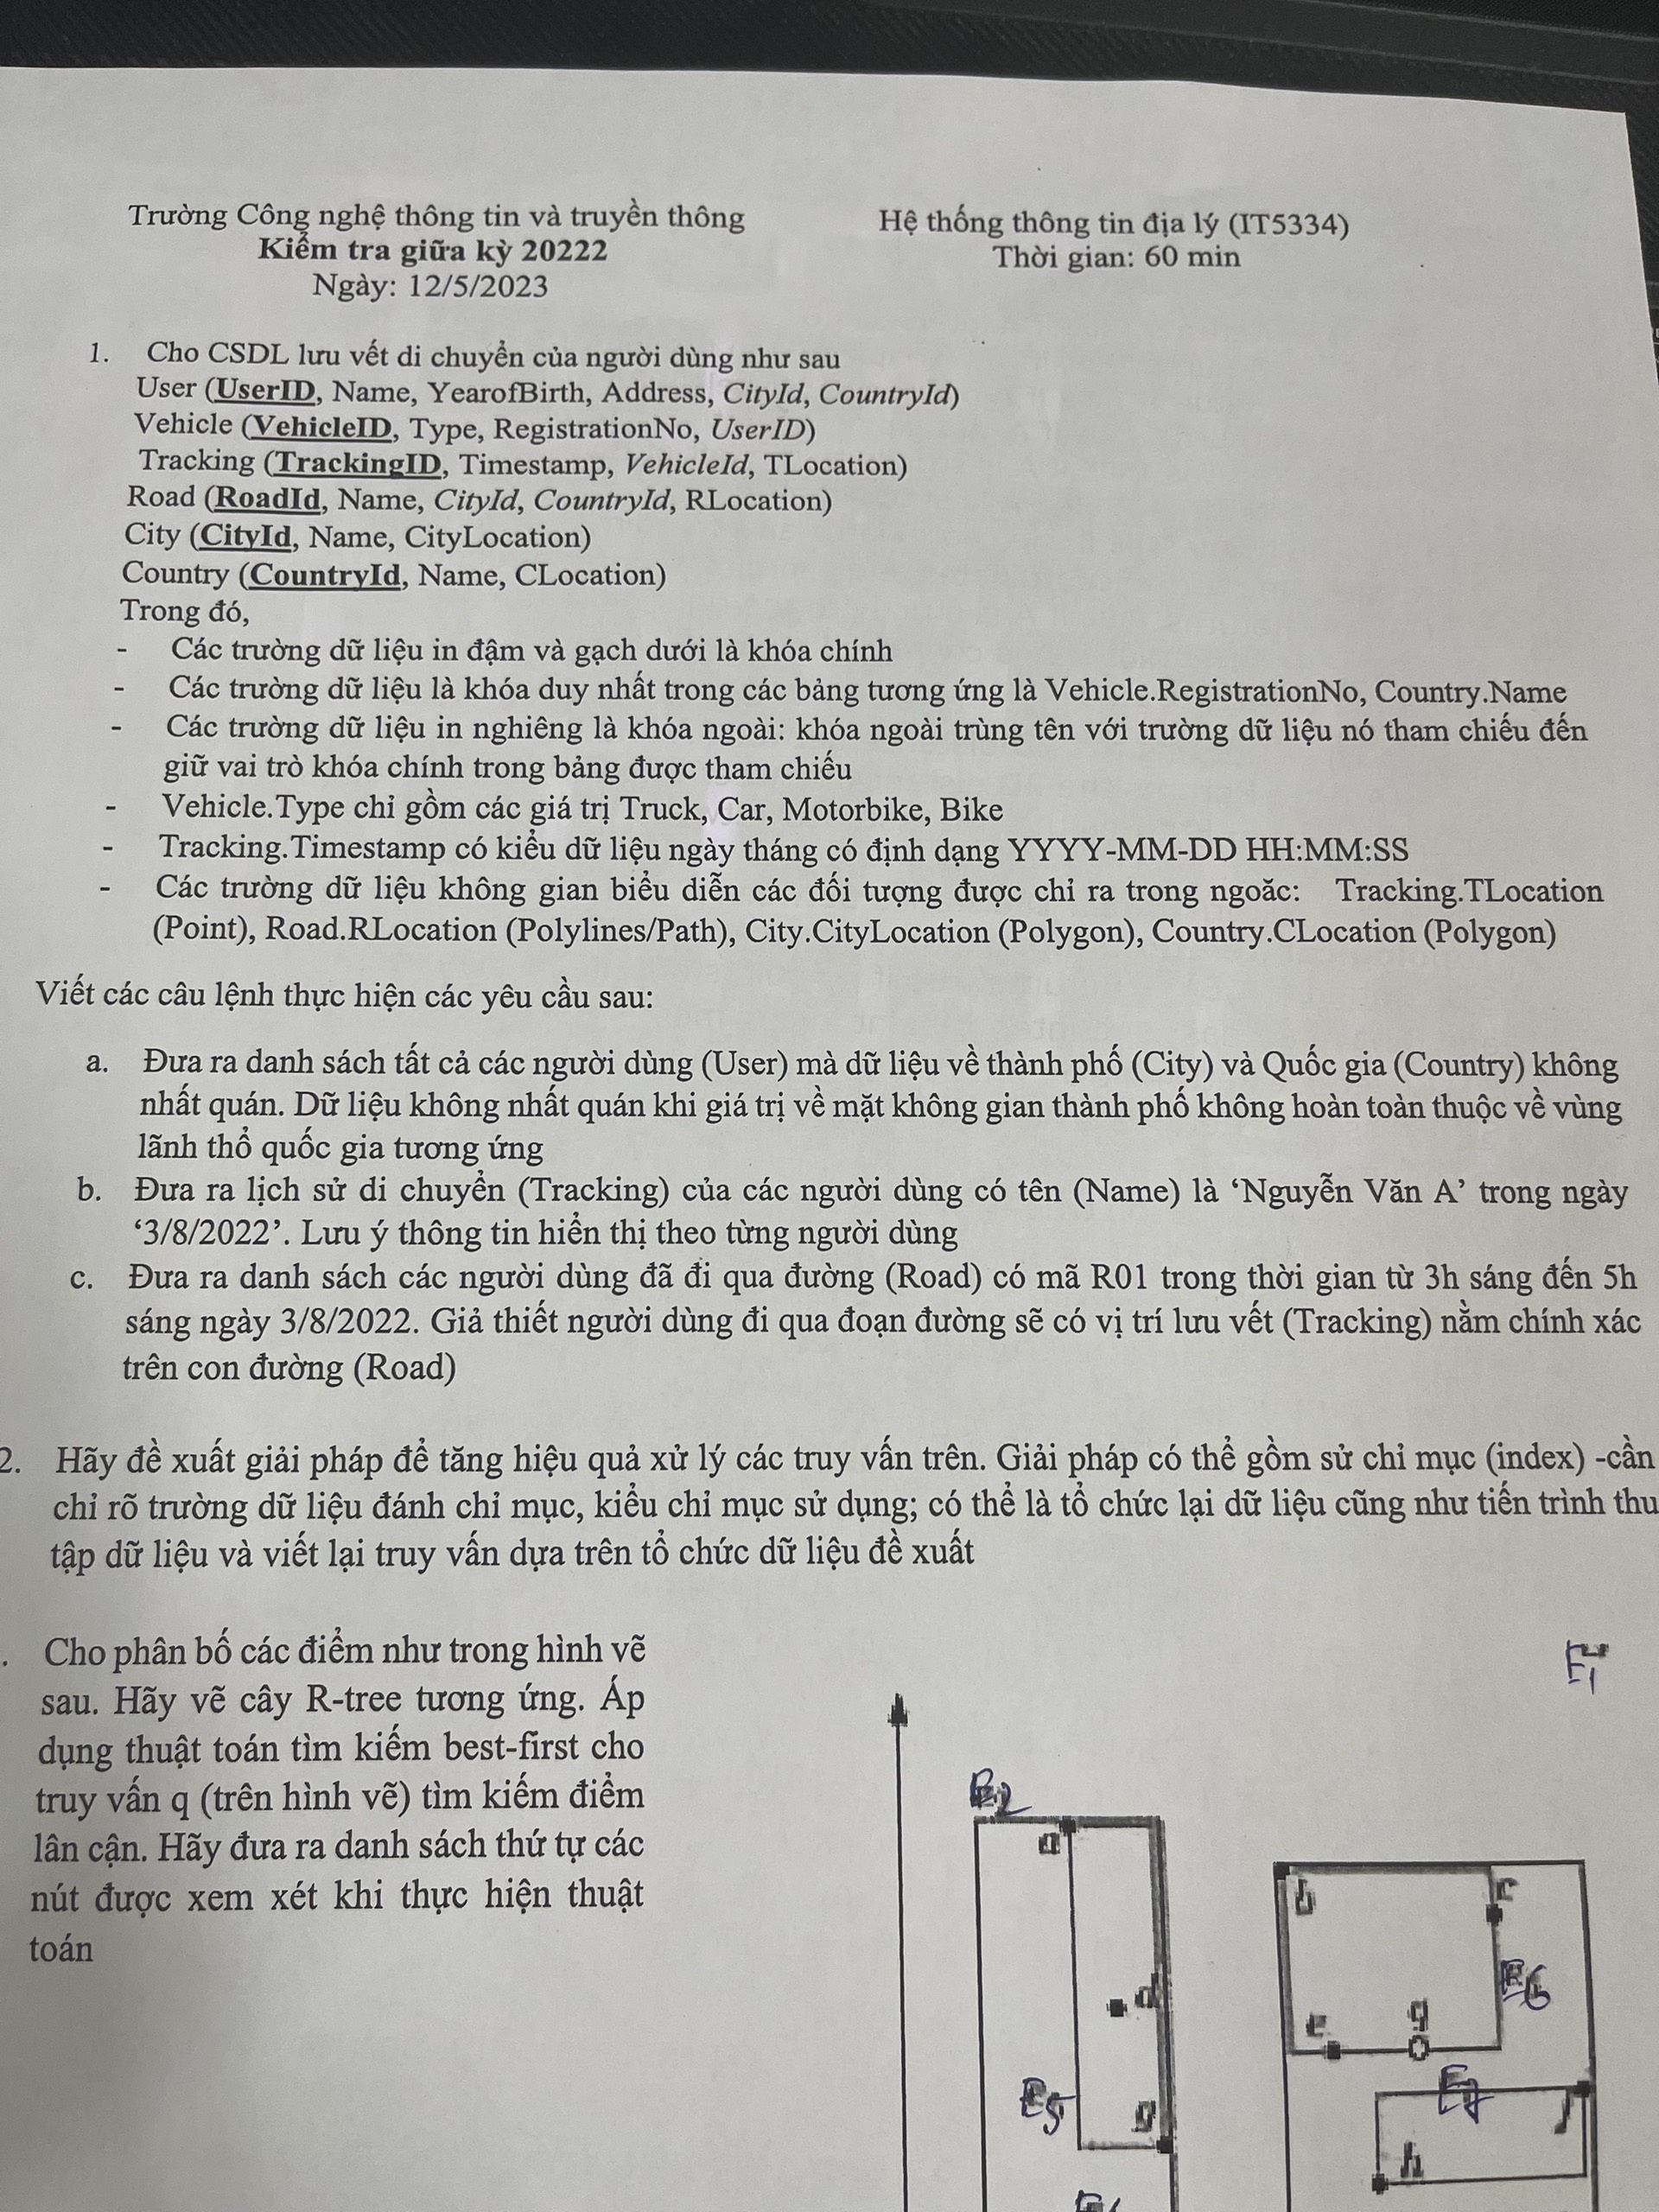 Trường Công nghệ thông tin và truyền thông
Kiểm tra giữa kỳ 20222
Ngày: 12/5/2023
Hệ thống thông tin địa lý (IT5334)
Thời gian: 60 min
1. Cho CSDL lưu vết di chuyển của người dùng như sau
User (UserID, Name, YearofBirth, Address, CityId, CountryId)
Vehicle (VehicleID, Type, RegistrationNo, UserID)
Tracking (TrackingID, Timestamp, VehicleId, TLocation)
Road (RoadId, Name, CityId, CountryId, RLocation)
City (CityId, Name, CityLocation)
Country (CountryId, Name, CLocation)
Trong đó,
- Các trường dữ liệu in đậm và gạch dưới là khóa chính
- Các trường dữ liệu là khóa duy nhất trong các bảng tương ứng là Vehicle.RegistrationNo, Country.Name
- Các trường dữ liệu in nghiêng là khóa ngoài: khóa ngoài trùng tên với trường dữ liệu nó tham chiếu đến
giữ vai trò khóa chính trong bảng được tham chiếu
- Vehicle.Type chỉ gồm các giá trị Truck, Car, Motorbike, Bike
- Tracking.Timestamp có kiểu dữ liệu ngày tháng có định dạng YYYY-MM-DD HH:MM:SS
- Các trường dữ liệu không gian biểu diễn các đối tượng được chỉ ra trong ngoăc: Tracking.TLocation
(Point), Road.RLocation (Polylines/Path), City.CityLocation (Polygon), Country.CLocation (Polygon)
Viết các câu lệnh thực hiện các yêu cầu sau:
a. Đưa ra danh sách tất cả các người dùng (User) mà dữ liệu về thành phố (City) và Quốc gia (Country) không
nhất quán. Dữ liệu không nhất quán khi giá trị về mặt không gian thành phố không hoàn toàn thuộc về vùng
lãnh thổ quốc gia tương ứng
b. Đưa ra lịch sử di chuyển (Tracking) của các người dùng có tên (Name) là ‘Nguyễn Văn A’ trong ngày
‘3/8/2022’. Lưu ý thông tin hiển thị theo từng người dùng
c. Đưa ra danh sách các người dùng đã đi qua đường (Road) có mã R01 trong thời gian từ 3h sáng đến 5h
sáng ngày 3/8/2022. Giả thiết người dùng đi qua đoạn đường sẽ có vị trí lưu vết (Tracking) nằm chính xác
trên con đường (Road)
2. Hãy đề xuất giải pháp để tăng hiệu quả xử lý các truy vấn trên. Giải pháp có thể gồm sử chỉ mục (index) -cần
chỉ rõ trường dữ liệu đánh chỉ mục, kiểu chỉ mục sử dụng; có thể là tổ chức lại dữ liệu cũng như tiến trình thu
tập dữ liệu và viết lại truy vấn dựa trên tổ chức dữ liệu đề xuất
. Cho phân bố các điểm như trong hình vẽ
sau. Hãy vẽ cây R-tree tương ứng. Áp
dụng thuật toán tìm kiếm best-first cho
truy vấn q (trên hình vẽ) tìm kiếm điểm
lân cận. Hãy đưa ra danh sách thứ tự các
nút được xem xét khi thực hiện thuật
toán
E1
E2
a
b
c
d
E6
e
q
E5
E7
g
f
h